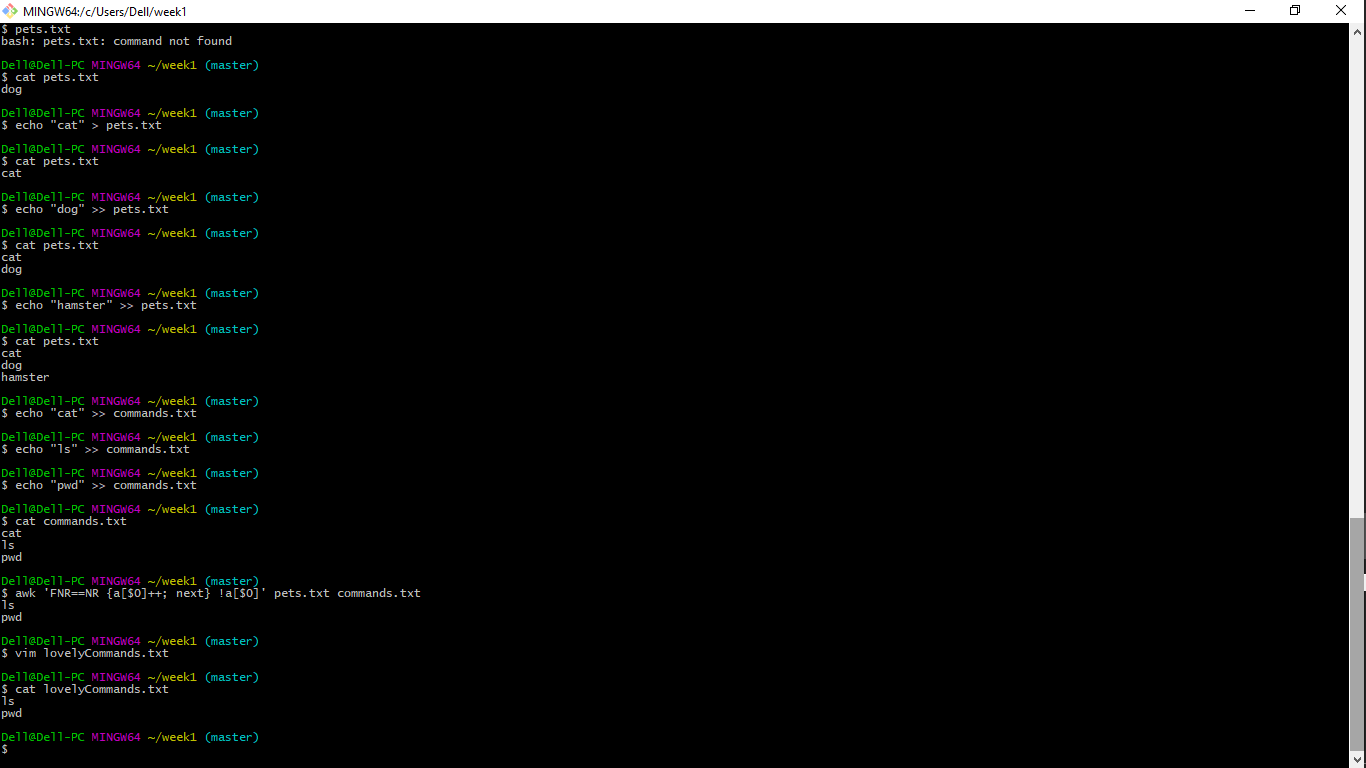 MINGW64:/c/Users/Dell/week1
$ pets.txt
bash: pets.txt: command not found
Dell@Dell-PC MINGW64 ~/week1 (master)
$ cat pets.txt
dog
Dell@Dell-PC MINGW64 ~/week1 (master)
$ echo "cat" > pets.txt
Dell@Dell-PC MINGW64 ~/week1 (master)
$ cat pets.txt
cat
Dell@Dell-PC MINGW64 ~/week1 (master)
$ echo "dog" >> pets.txt
Dell@Dell-PC MINGW64 ~/week1 (master)
$ cat pets.txt
cat
dog
Dell@Dell-PC MINGW64 ~/week1 (master)
$ echo "hamster" >> pets.txt
Dell@Dell-PC MINGW64 ~/week1 (master)
$ cat pets.txt
cat
dog
hamster
Dell@Dell-PC MINGW64 ~/week1 (master)
$ echo "cat" >> commands.txt
Dell@Dell-PC MINGW64 ~/week1 (master)
$ echo "ls" >> commands.txt
Dell@Dell-PC MINGW64 ~/week1 (master)
$ echo "pwd" >> commands.txt
Dell@Dell-PC MINGW64 ~/week1 (master)
$ cat commands.txt
cat
ls
pwd
Dell@Dell-PC MINGW64 ~/week1 (master)
$ awk 'FNR==NR {a[$0]++; next} !a[$0]' pets.txt commands.txt
ls
pwd
Dell@Dell-PC MINGW64 ~/week1 (master)
$ vim lovelyCommands.txt
Dell@Dell-PC MINGW64 ~/week1 (master)
$ cat lovelyCommands.txt
ls
pwd
Dell@Dell-PC MINGW64 ~/week1 (master)
$